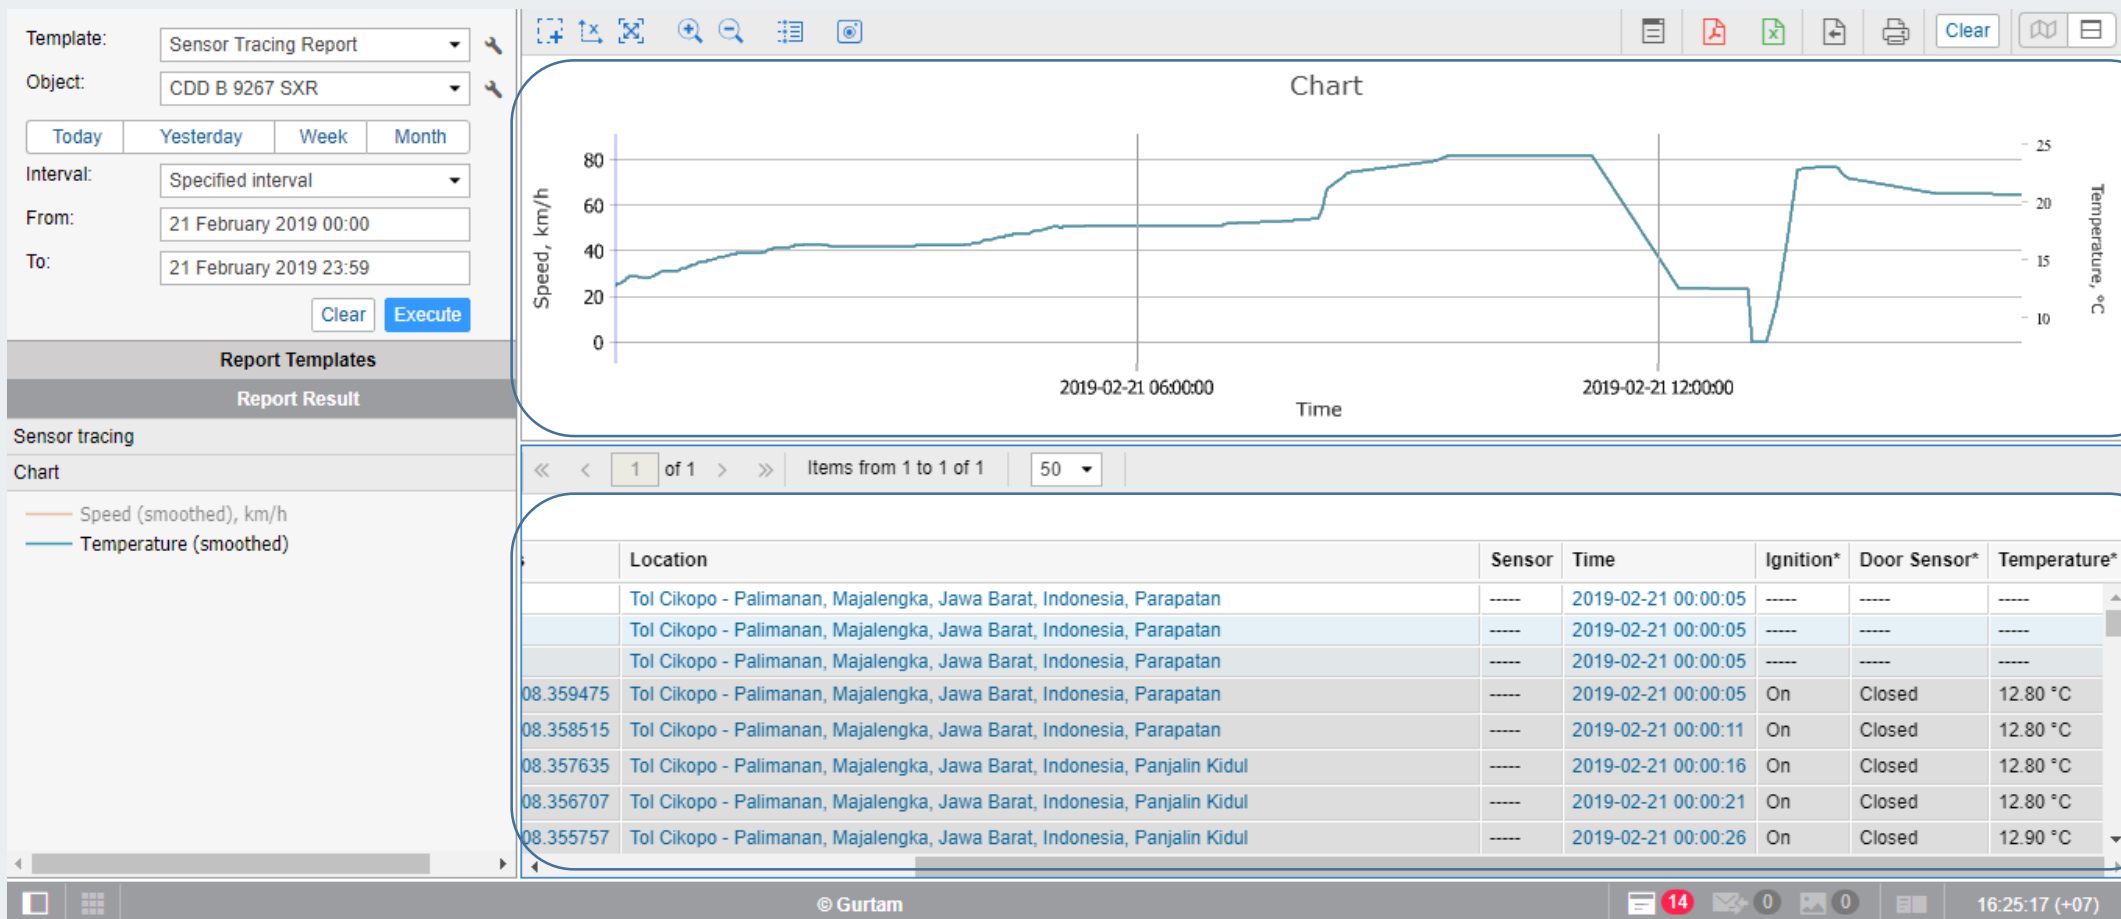 Template:
Sensor Tracing Report
Object:
CDD B 9267 SXR
Today Yesterday Week Month
Interval:
Specified interval
From:
21 February 2019 00:00
To:
21 February 2019 23:59
Clear Execute
Report Templates
Report Result
Sensor tracing
Chart
Speed (smoothed), km/h
Temperature (smoothed)
Clear
Chart
Speed, km/h
80
60
40
20
0
25
20
15
10
Temperature, °C
2019-02-21 06:00:00 2019-02-21 12:00:00
Time
1 of 1 Items from 1 to 1 of 1 50
Location Sensor Time Ignition* Door Sensor* Temperature*
Tol Cikopo - Palimanan, Majalengka, Jawa Barat, Indonesia, Parapatan ----- 2019-02-21 00:00:05 ----- ----- -----
Tol Cikopo - Palimanan, Majalengka, Jawa Barat, Indonesia, Parapatan ----- 2019-02-21 00:00:05 ----- ----- -----
Tol Cikopo - Palimanan, Majalengka, Jawa Barat, Indonesia, Parapatan ----- 2019-02-21 00:00:05 ----- ----- -----
08.359475 Tol Cikopo - Palimanan, Majalengka, Jawa Barat, Indonesia, Parapatan ----- 2019-02-21 00:00:05 On Closed 12.80 °C
08.358515 Tol Cikopo - Palimanan, Majalengka, Jawa Barat, Indonesia, Parapatan ----- 2019-02-21 00:00:11 On Closed 12.80 °C
08.357635 Tol Cikopo - Palimanan, Majalengka, Jawa Barat, Indonesia, Panjalin Kidul ----- 2019-02-21 00:00:16 On Closed 12.80 °C
08.356707 Tol Cikopo - Palimanan, Majalengka, Jawa Barat, Indonesia, Panjalin Kidul ----- 2019-02-21 00:00:21 On Closed 12.80 °C
08.355757 Tol Cikopo - Palimanan, Majalengka, Jawa Barat, Indonesia, Panjalin Kidul ----- 2019-02-21 00:00:26 On Closed 12.90 °C
© Gurtam 14 0 0 16:25:17 (+07)